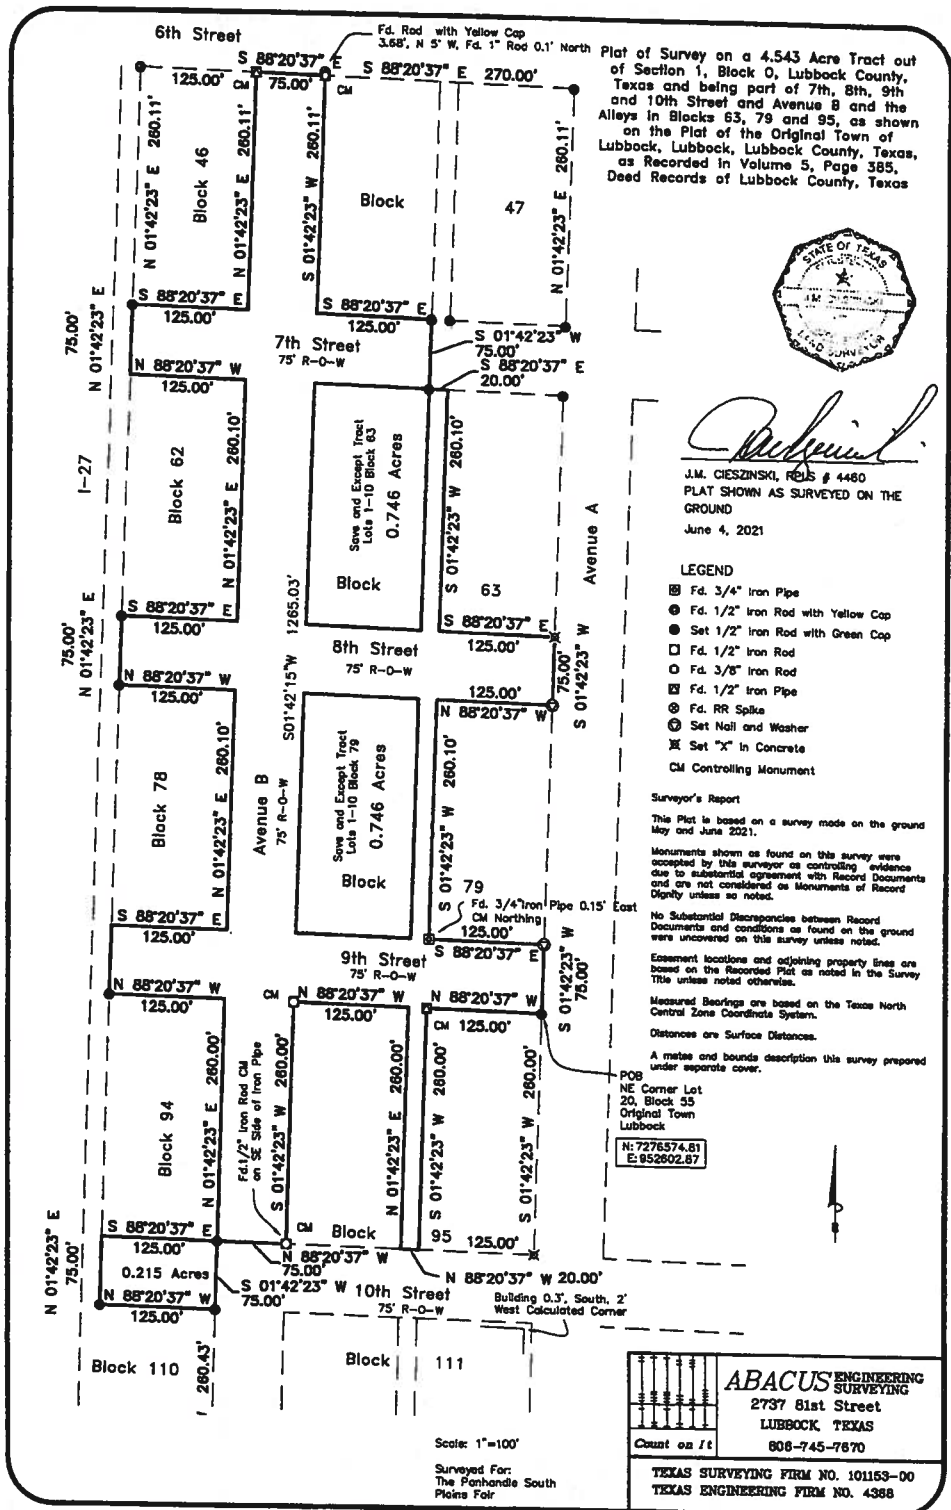 6th Street
Fd. Rod with Yellow Cap
3.68', N 5' W, Fd. 1" Rod 0.1' North
Plat of Survey on a 4.543 Acre Tract out
of Section 1, Block O, Lubbock County,
Texas and being part of 7th, 8th, 9th
and 10th Street and Avenue B and the
Alleys in Blocks 63, 79 and 95, as shown
on the Plat of the Original Town of
Lubbock, Lubbock, Lubbock County, Texas,
as Recorded in Volume 5, Page 385,
Deed Records of Lubbock County, Texas
S 88°20'37" E
125.00'
75.00'
S 88°20'37" E 270.00'
CM
CM
N 01°42'23" E 260.11'
Block 46
N 01°42'23" E 260.11'
S 01°42'23" W 260.11'
Block
47
N 01°42'23" E 260.11'
STATE OF TEXAS
J.M. CIESZINSKI
LAND SURVEYOR
S 88°20'37" E
125.00'
S 88°20'37" E
125.00'
N 01°42'23" E
75.00'
7th Street
75' R-O-W
S 01°42'23" W
75.00'
S 88°20'37" E
20.00'
N 88°20'37" W
125.00'
I-27
Block 62
N 01°42'23" E 260.10'
Save and Except Tract
Lots 1-10 Block 63
0.746 Acres
Block
S 01°42'23" W 260.10'
63
Avenue A
J.M. CIESZINSKI, RPLS # 4460
PLAT SHOWN AS SURVEYED ON THE
GROUND
June 4, 2021
LEGEND
Fd. 3/4" Iron Pipe
Fd. 1/2" Iron Rod with Yellow Cap
Set 1/2" Iron Rod with Green Cap
Fd. 1/2" Iron Rod
Fd. 3/8" Iron Rod
Fd. 1/2" Iron Pipe
Fd. RR Spike
Set Nail and Washer
Set "X" in Concrete
CM Controlling Monument
S 88°20'37" E
125.00'
S 88°20'37" E
125.00'
N 01°42'23" E
75.00'
8th Street
75' R-O-W
S01°42'15"W 1265.03'
S 01°42'23" W
75.00'
N 88°20'37" W
125.00'
125.00'
N 88°20'37" W
Block 78
N 01°42'23" E 260.10'
Avenue B
75' R-O-W
Save and Except Tract
Lots 1-10 Block 79
0.746 Acres
Block
S 01°42'23" W 260.10'
79
Fd. 3/4"Iron Pipe 0.15' East
CM Northing
Surveyor's Report
This Plat is based on a survey made on the ground
May and June 2021.
Monuments shown as found on this survey were
accepted by this surveyor as controlling evidence
due to substantial agreement with Record Documents
and are not considered as Monuments of Record
Dignity unless so noted.
No Substantial Discrepancies between Record
Documents and conditions as found on the ground
were uncovered on this survey unless noted.
Easement locations and adjoining property lines are
based on the Recorded Plat as noted in the Survey
Title unless noted otherwise.
Measured Bearings are based on the Texas North
Central Zone Coordinate System.
Distances are Surface Distances.
A metes and bounds description this survey prepared
under separate cover.
S 88°20'37" E
125.00'
125.00'
S 88°20'37" E
9th Street
75' R-O-W
S 01°42'23" W
75.00'
N 88°20'37" W
125.00'
CM
N 88°20'37" W
125.00'
N 88°20'37" W
CM 125.00'
POB
NE Corner Lot
20, Block 55
Original Town
Lubbock
N: 7276574.81
E: 952602.87
Block 94
N 01°42'23" E 260.00'
Fd.1/2" Iron Rod CM
on SE Side of Iron Pipe
S 01°42'23" W 260.00'
N 01°42'23" E 260.00'
S 01°42'23" W 260.00'
S 01°42'23" W 260.00'
CM
Block
95
125.00'
S 88°20'37" E
125.00'
N 88°20'37" W
75.00'
N 88°20'37" W 20.00'
N 01°42'23" E
75.00'
0.215 Acres
S 01°42'23" W
75.00'
10th Street
75' R-O-W
Building 0.3', South, 2'
West Calculated Corner
N 88°20'37" W
125.00'
Block 110
260.43'
Block
111
Scale: 1"=100'
Surveyed For:
The Panhandle South
Plains Fair
Count on It
ABACUS ENGINEERING
SURVEYING
2737 81st Street
LUBBOCK, TEXAS
806-745-7670
TEXAS SURVEYING FIRM NO. 101153-00
TEXAS ENGINEERING FIRM NO. 4368